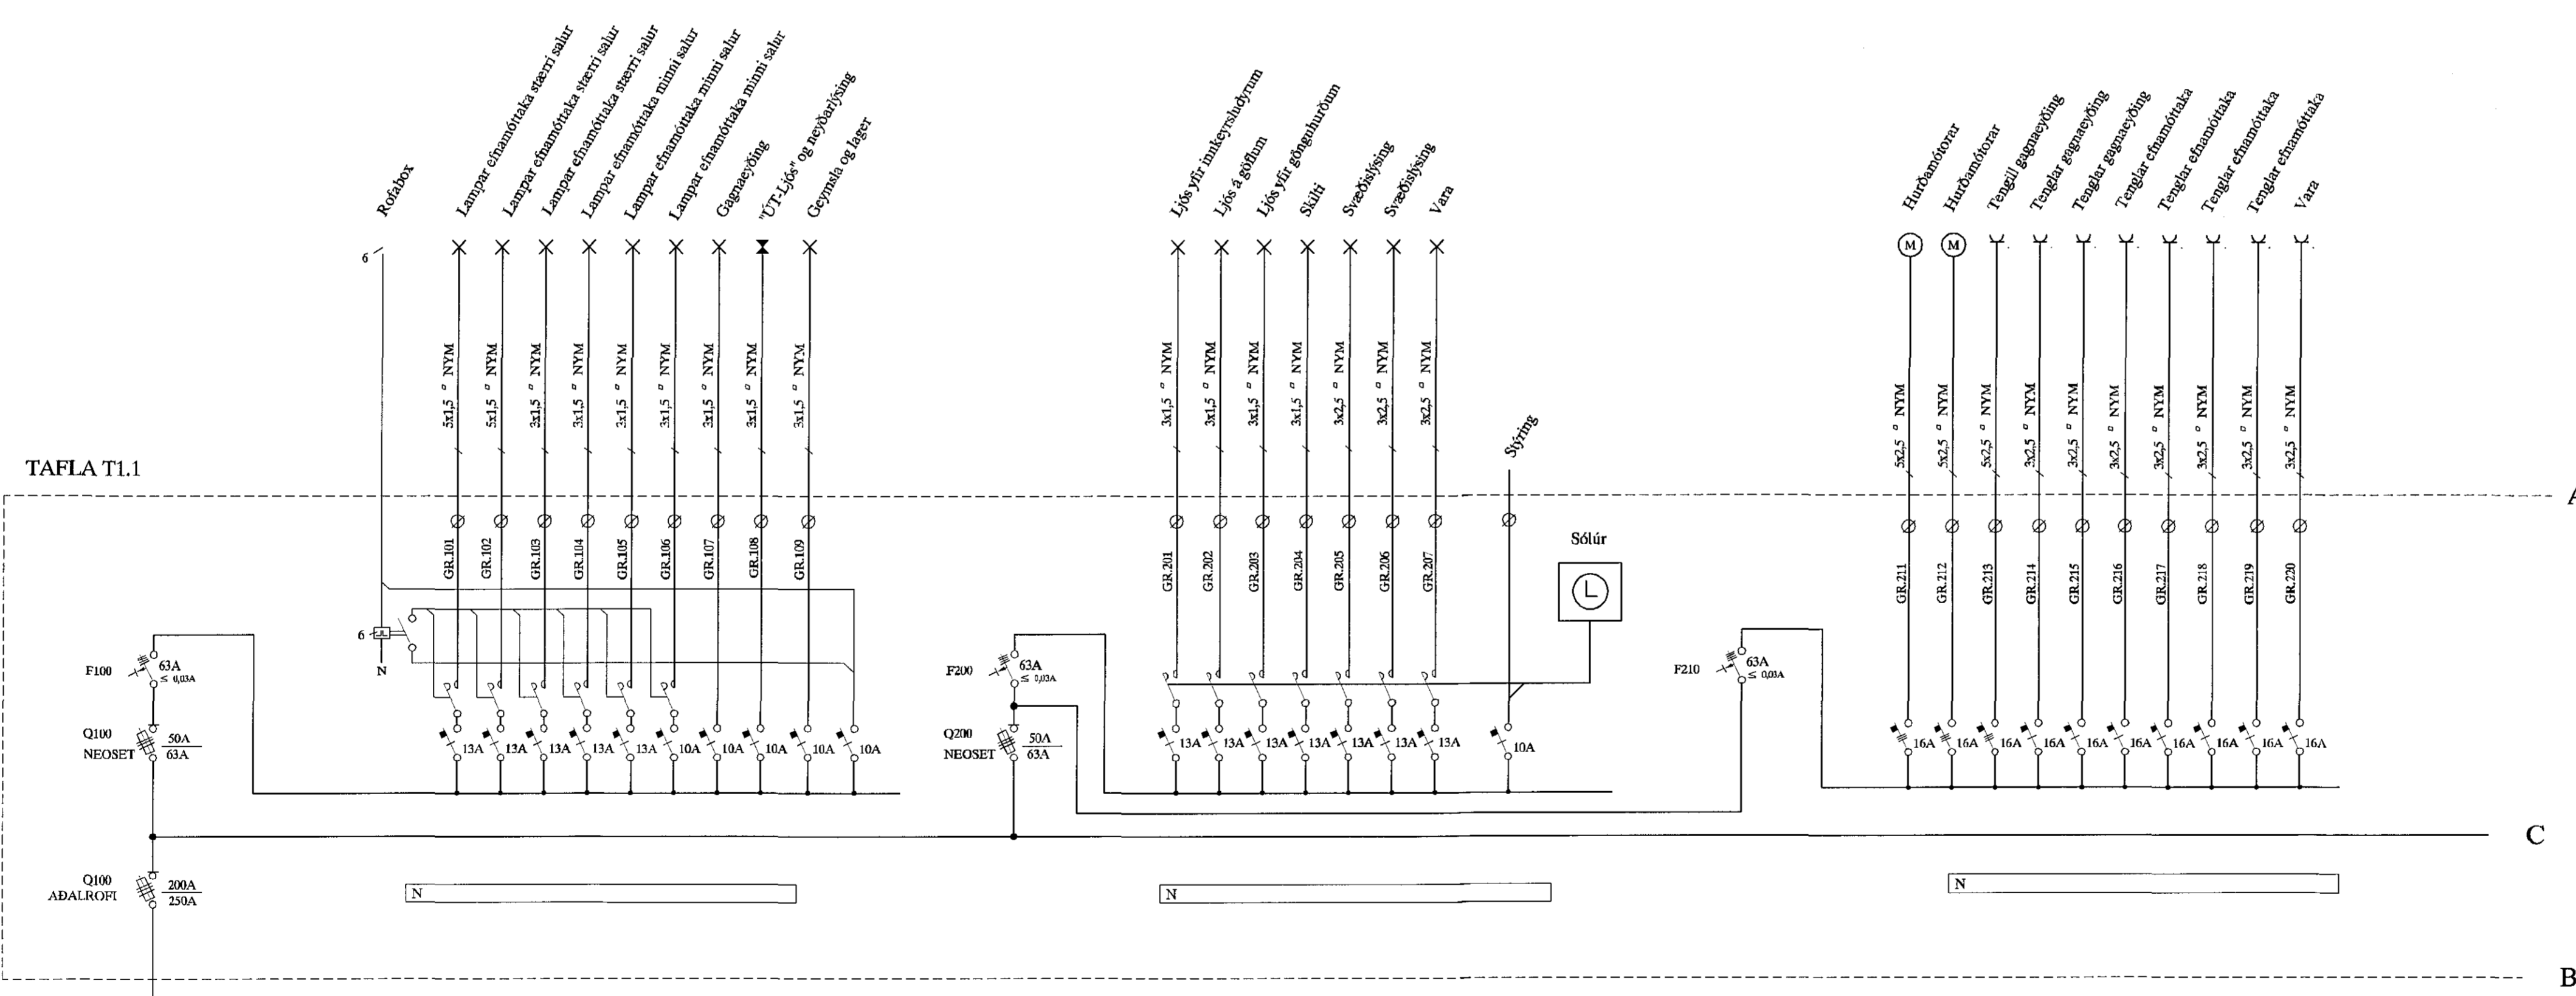 Rofabox
Lampar efnamóttaka stærri salur
Lampar efnamóttaka stærri salur
Lampar efnamóttaka stærri salur
Lampar efnamóttaka minni salur
Lampar efnamóttaka minni salur
Lampar efnamóttaka minni salur
Gagnaeyðing
"ÚT-Ljós" og neyðarlýsing
Geymsla og lager
Ljós yfir innkeyrsludyrum
Ljós á göflum
Ljós yfir gönguhurðum
Skilti
Svæðislýsing
Svæðislýsing
Vara
Hurðamótorar
Hurðamótorar
Tengill gagnaeyðing
Tenglar gagnaeyðing
Tenglar gagnaeyðing
Tenglar efnamóttaka
Tenglar efnamóttaka
Tenglar efnamóttaka
Tenglar efnamóttaka
Vara
6
M
M
5x1,5 ▫ NYM
5x1,5 ▫ NYM
3x1,5 ▫ NYM
3x1,5 ▫ NYM
3x1,5 ▫ NYM
3x1,5 ▫ NYM
3x1,5 ▫ NYM
3x1,5 ▫ NYM
3x1,5 ▫ NYM
3x1,5 ▫ NYM
3x1,5 ▫ NYM
3x1,5 ▫ NYM
3x1,5 ▫ NYM
3x2,5 ▫ NYM
3x2,5 ▫ NYM
3x2,5 ▫ NYM
5x2,5 ▫ NYM
5x2,5 ▫ NYM
5x2,5 ▫ NYM
3x2,5 ▫ NYM
3x2,5 ▫ NYM
3x2,5 ▫ NYM
3x2,5 ▫ NYM
3x2,5 ▫ NYM
3x2,5 ▫ NYM
3x2,5 ▫ NYM
Stýring
TAFLA T1.1
A
GR.101
GR.102
GR.103
GR.104
GR.105
GR.106
GR.107
GR.108
GR.109
GR.201
GR.202
GR.203
GR.204
GR.205
GR.206
GR.207
Sólúr
GR.211
GR.212
GR.213
GR.214
GR.215
GR.216
GR.217
GR.218
GR.219
GR.220
6
N
F100
63A
≤ 0,03A
F200
63A
≤ 0,03A
F210
63A
≤ 0,03A
Q100
NEOSET
50A
63A
13A
13A
13A
13A
13A
10A
10A
10A
10A
10A
Q200
NEOSET
50A
63A
13A
13A
13A
13A
13A
13A
13A
10A
16A
16A
16A
16A
16A
16A
16A
16A
16A
16A
C
Q100
AÐALROFI
200A
250A
N
N
N
B